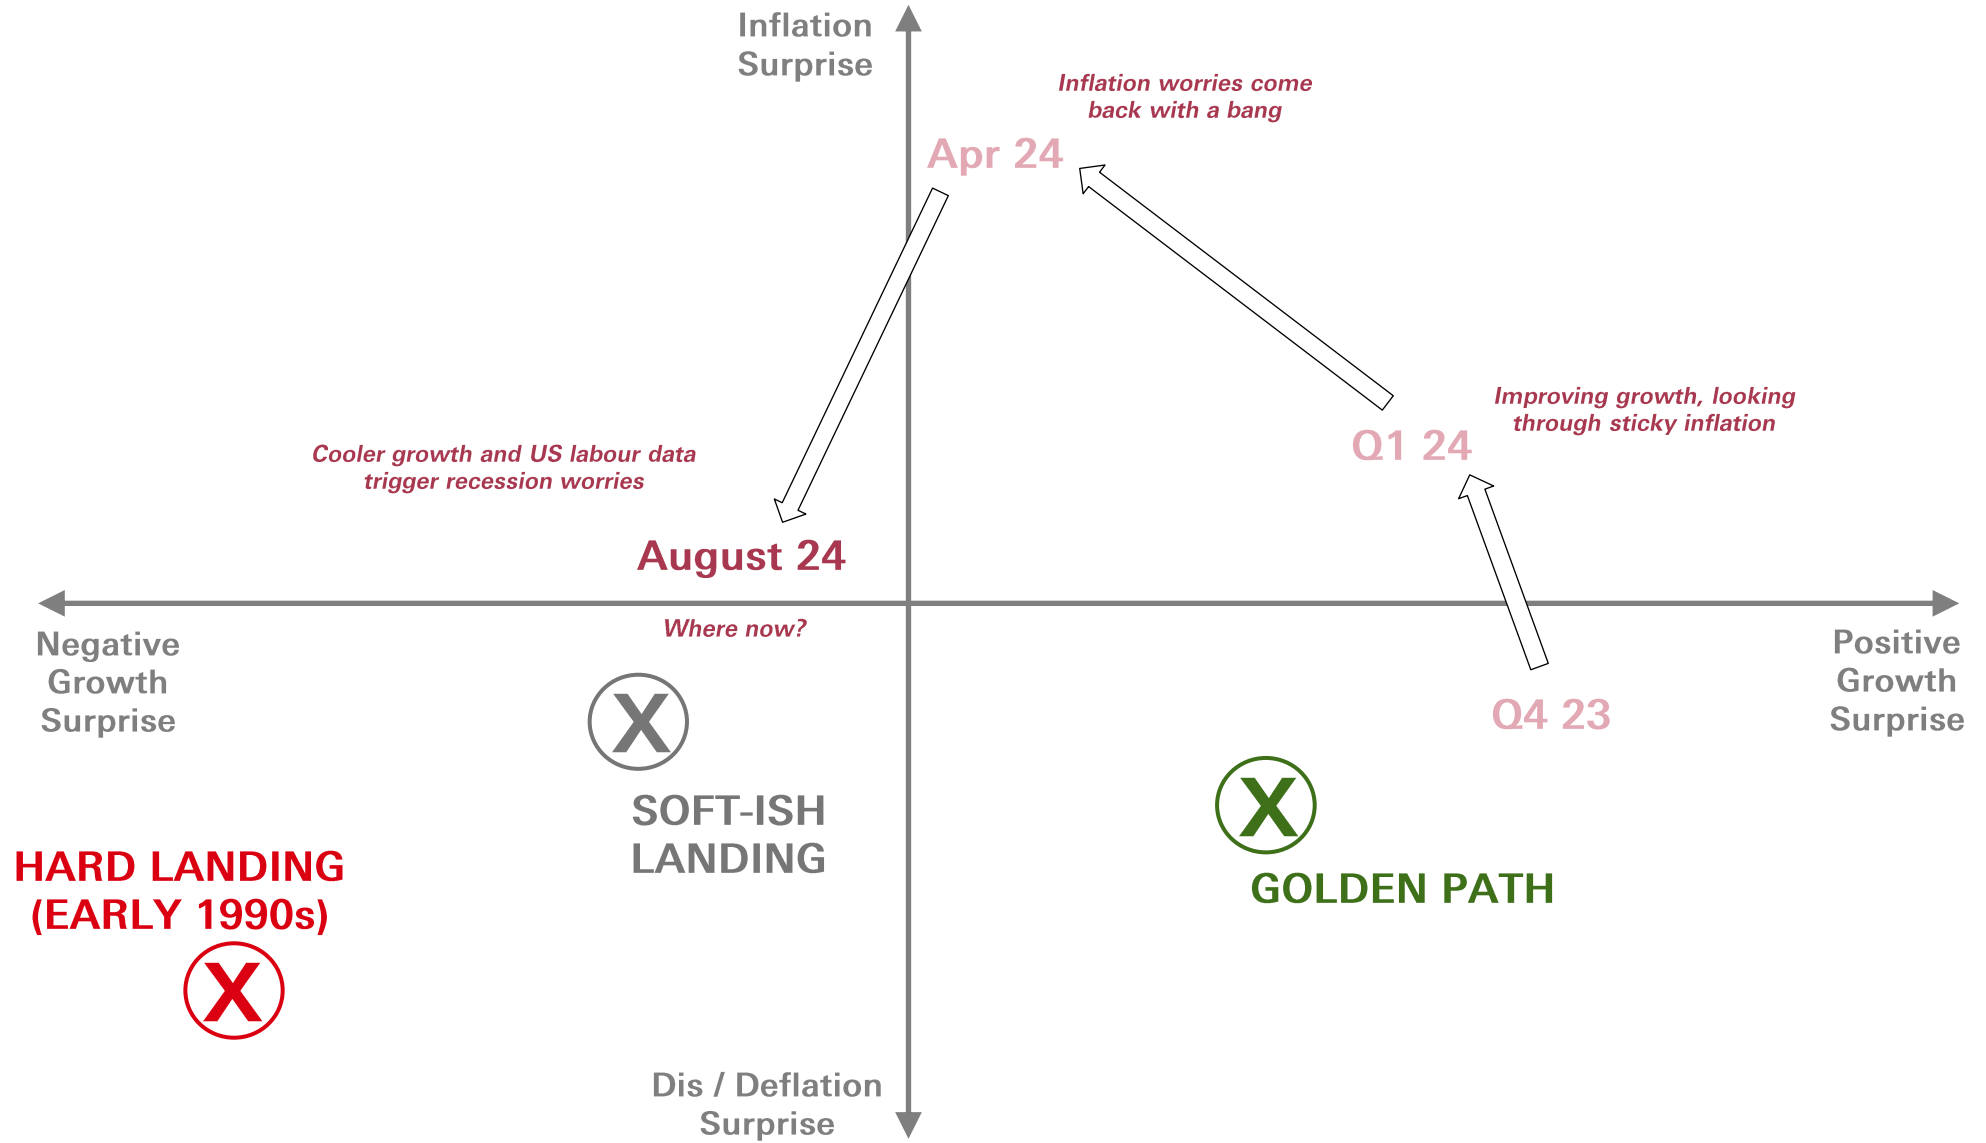 Inflation
Surprise
Inflation worries come
back with a bang
Apr 24
Improving growth, looking
through sticky inflation
Q1 24
Cooler growth and US labour data
trigger recession worries
August 24
Where now?
Negative
Growth
Surprise
Positive
Growth
Surprise
Q4 23
X
SOFT-ISH
LANDING
X
GOLDEN PATH
HARD LANDING
(EARLY 1990s)
X
Dis / Deflation
Surprise